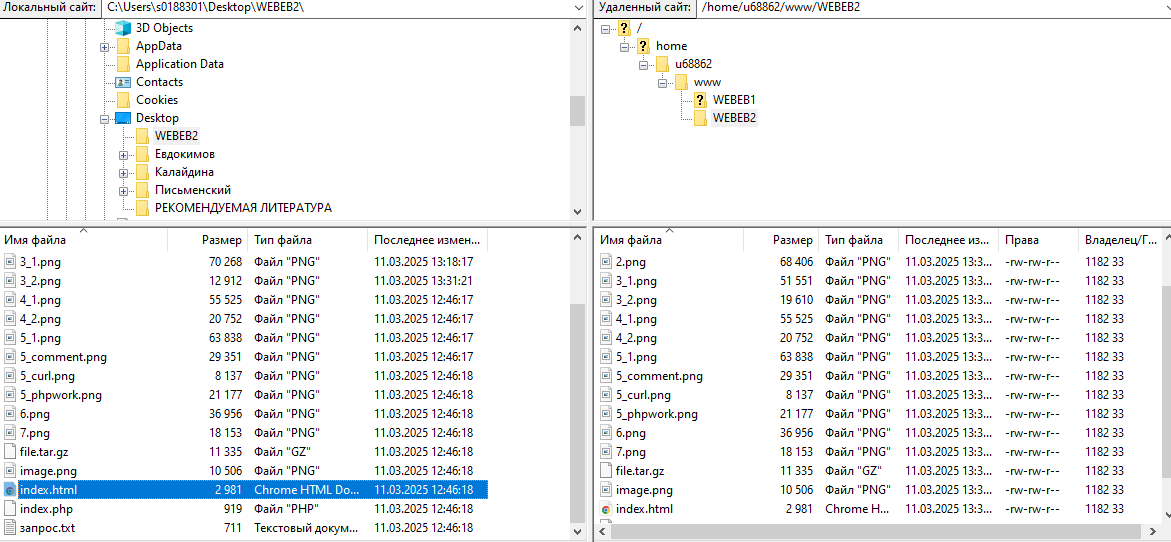 Локальный сайт: C:\Users\s0188301\Desktop\WEBEB2\
3D Objects
AppData
Application Data
Contacts
Cookies
Desktop
WEBEB2
Евдокимов
Калайдина
Письменский
РЕКОМЕНДУЕМАЯ ЛИТЕРАТУРА
Имя файла Размер Тип файла Последнее измен...
3_1.png 70 268 Файл "PNG" 11.03.2025 13:18:17
3_2.png 12 912 Файл "PNG" 11.03.2025 13:31:21
4_1.png 55 525 Файл "PNG" 11.03.2025 12:46:17
4_2.png 20 752 Файл "PNG" 11.03.2025 12:46:17
5_1.png 63 838 Файл "PNG" 11.03.2025 12:46:17
5_comment.png 29 351 Файл "PNG" 11.03.2025 12:46:17
5_curl.png 8 137 Файл "PNG" 11.03.2025 12:46:18
5_phpwork.png 21 177 Файл "PNG" 11.03.2025 12:46:18
6.png 36 956 Файл "PNG" 11.03.2025 12:46:18
7.png 18 153 Файл "PNG" 11.03.2025 12:46:18
file.tar.gz 11 335 Файл "GZ" 11.03.2025 12:46:18
image.png 10 506 Файл "PNG" 11.03.2025 12:46:18
index.html 2 981 Chrome HTML Do... 11.03.2025 12:46:18
index.php 919 Файл "PHP" 11.03.2025 12:46:18
запрос.txt 711 Текстовый докум... 11.03.2025 12:46:18
Удаленный сайт: /home/u68862/www/WEBEB2
/
home
u68862
www
WEBEB1
WEBEB2
Имя файла Размер Тип файла Последнее из... Права Владелец/Г...
2.png 68 406 Файл "PNG" 11.03.2025 13:3... -rw-rw-r-- 1182 33
3_1.png 51 551 Файл "PNG" 11.03.2025 13:3... -rw-rw-r-- 1182 33
3_2.png 19 610 Файл "PNG" 11.03.2025 13:3... -rw-rw-r-- 1182 33
4_1.png 55 525 Файл "PNG" 11.03.2025 13:3... -rw-rw-r-- 1182 33
4_2.png 20 752 Файл "PNG" 11.03.2025 13:3... -rw-rw-r-- 1182 33
5_1.png 63 838 Файл "PNG" 11.03.2025 13:3... -rw-rw-r-- 1182 33
5_comment.png 29 351 Файл "PNG" 11.03.2025 13:3... -rw-rw-r-- 1182 33
5_curl.png 8 137 Файл "PNG" 11.03.2025 13:3... -rw-rw-r-- 1182 33
5_phpwork.png 21 177 Файл "PNG" 11.03.2025 13:3... -rw-rw-r-- 1182 33
6.png 36 956 Файл "PNG" 11.03.2025 13:3... -rw-rw-r-- 1182 33
7.png 18 153 Файл "PNG" 11.03.2025 13:3... -rw-rw-r-- 1182 33
file.tar.gz 11 335 Файл "GZ" 11.03.2025 13:3... -rw-rw-r-- 1182 33
image.png 10 506 Файл "PNG" 11.03.2025 13:3... -rw-rw-r-- 1182 33
index.html 2 981 Chrome H... 11.03.2025 13:3... -rw-rw-r-- 1182 33